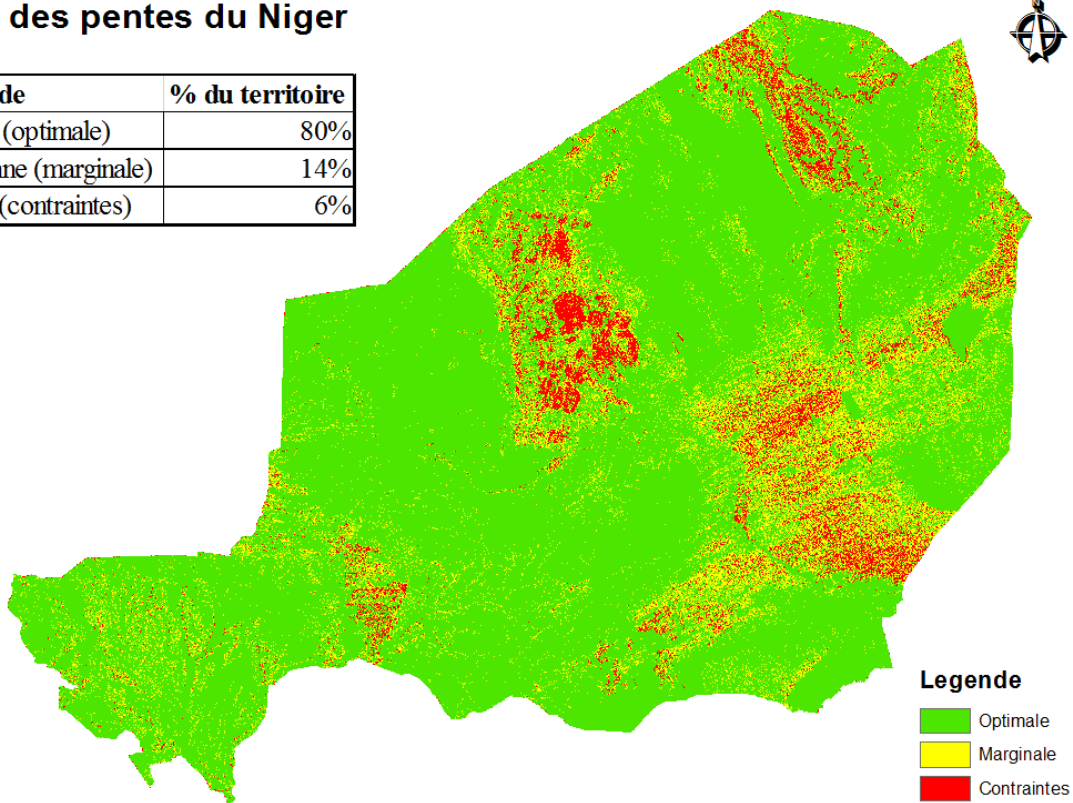 des pentes du Niger
de % du territoire
(optimale) 80%
ne (marginale) 14%
(contraintes) 6%
Legende
Optimale
Marginale
Contraintes